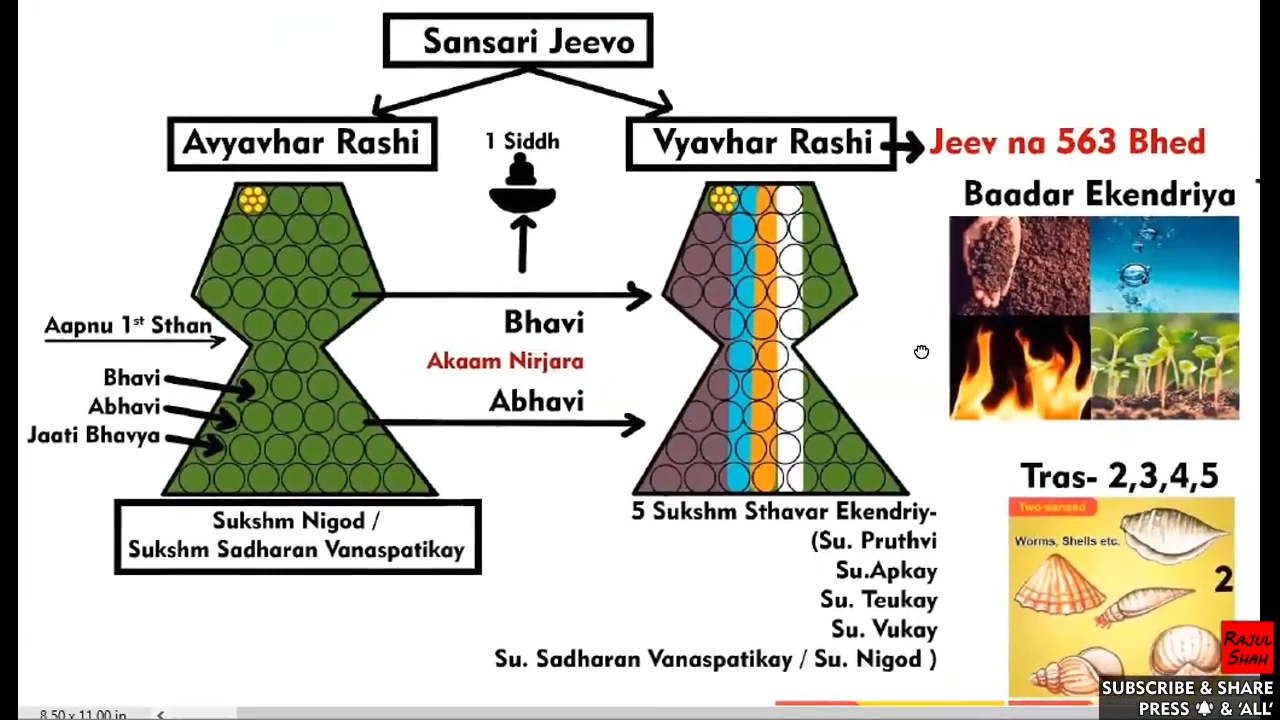 Sansari Jeevo
Avyavhar Rashi
1 Siddh
Vyavhar Rashi
Jeev na 563 Bhed
Baadar Ekendriya
Aapnu 1st Sthan
Bhavi
Abhavi
Jaati Bhavya
Bhavi
Akaam Nirjara
Abhavi
Sukshm Nigod /
Sukshm Sadharan Vanaspatikay
5 Sukshm Sthavar Ekendriy-
(Su. Pruthvi
Su.Apkay
Su. Teukay
Su. Vukay
Su. Sadharan Vanaspatikay / Su. Nigod )
Tras- 2,3,4,5
Two-sensed
Worms, Shells etc.
2
RAJUL
SHAH
SUBSCRIBE & SHARE
PRESS & 'ALL'
8.50 x 11.00 in